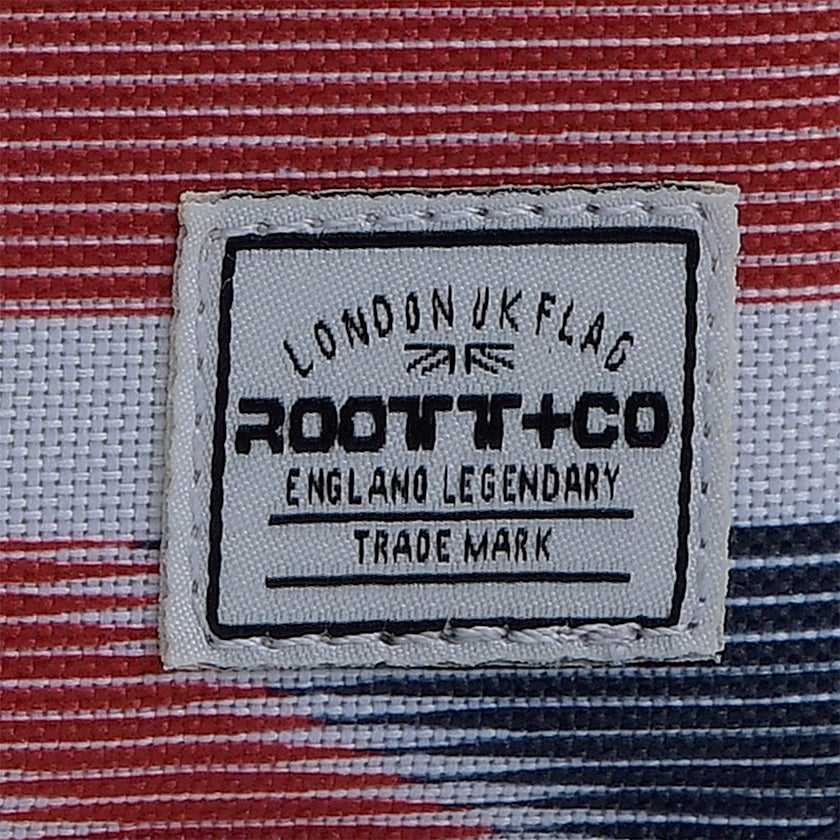 LONDON UK FLAG
ROOTT+CO
ENGLAND LEGENDARY
TRADE MARK